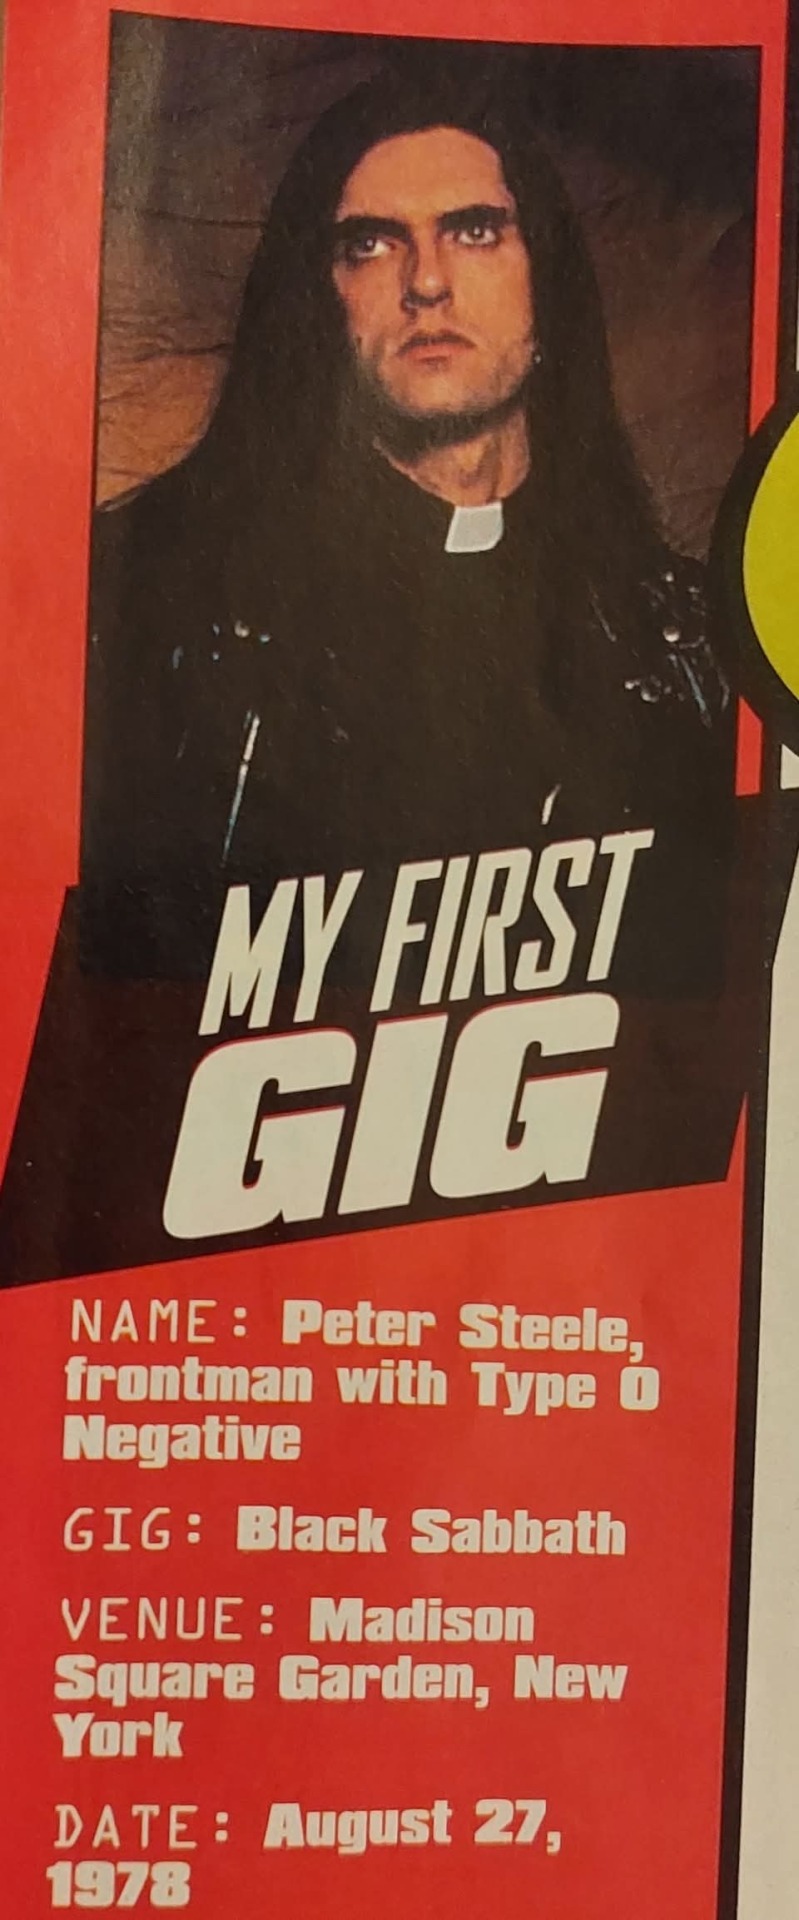 MY FIRST
GIG
NAME: Peter Steele,
frontman with Type O
Negative
GIG: Black Sabbath
VENUE: Madison
Square Garden, New
York
DATE: August 27,
1978